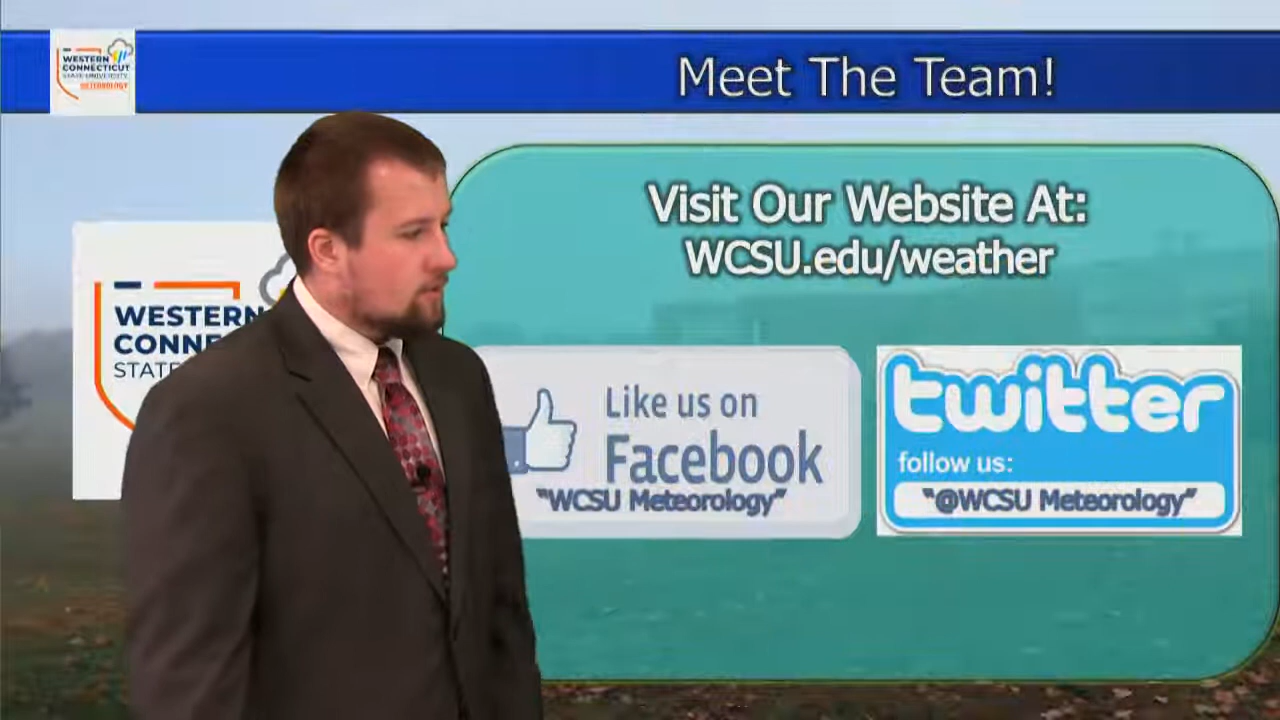 WESTERN
CONNECTICUT
STATE UNIVERSITY
METEOROLOGY
Meet The Team!
Visit Our Website At:
WCSU.edu/weather
WESTERN
CONNE
STATE
Like us on
Facebook
"WCSU Meteorology"
twitter
follow us:
"@WCSU Meteorology"